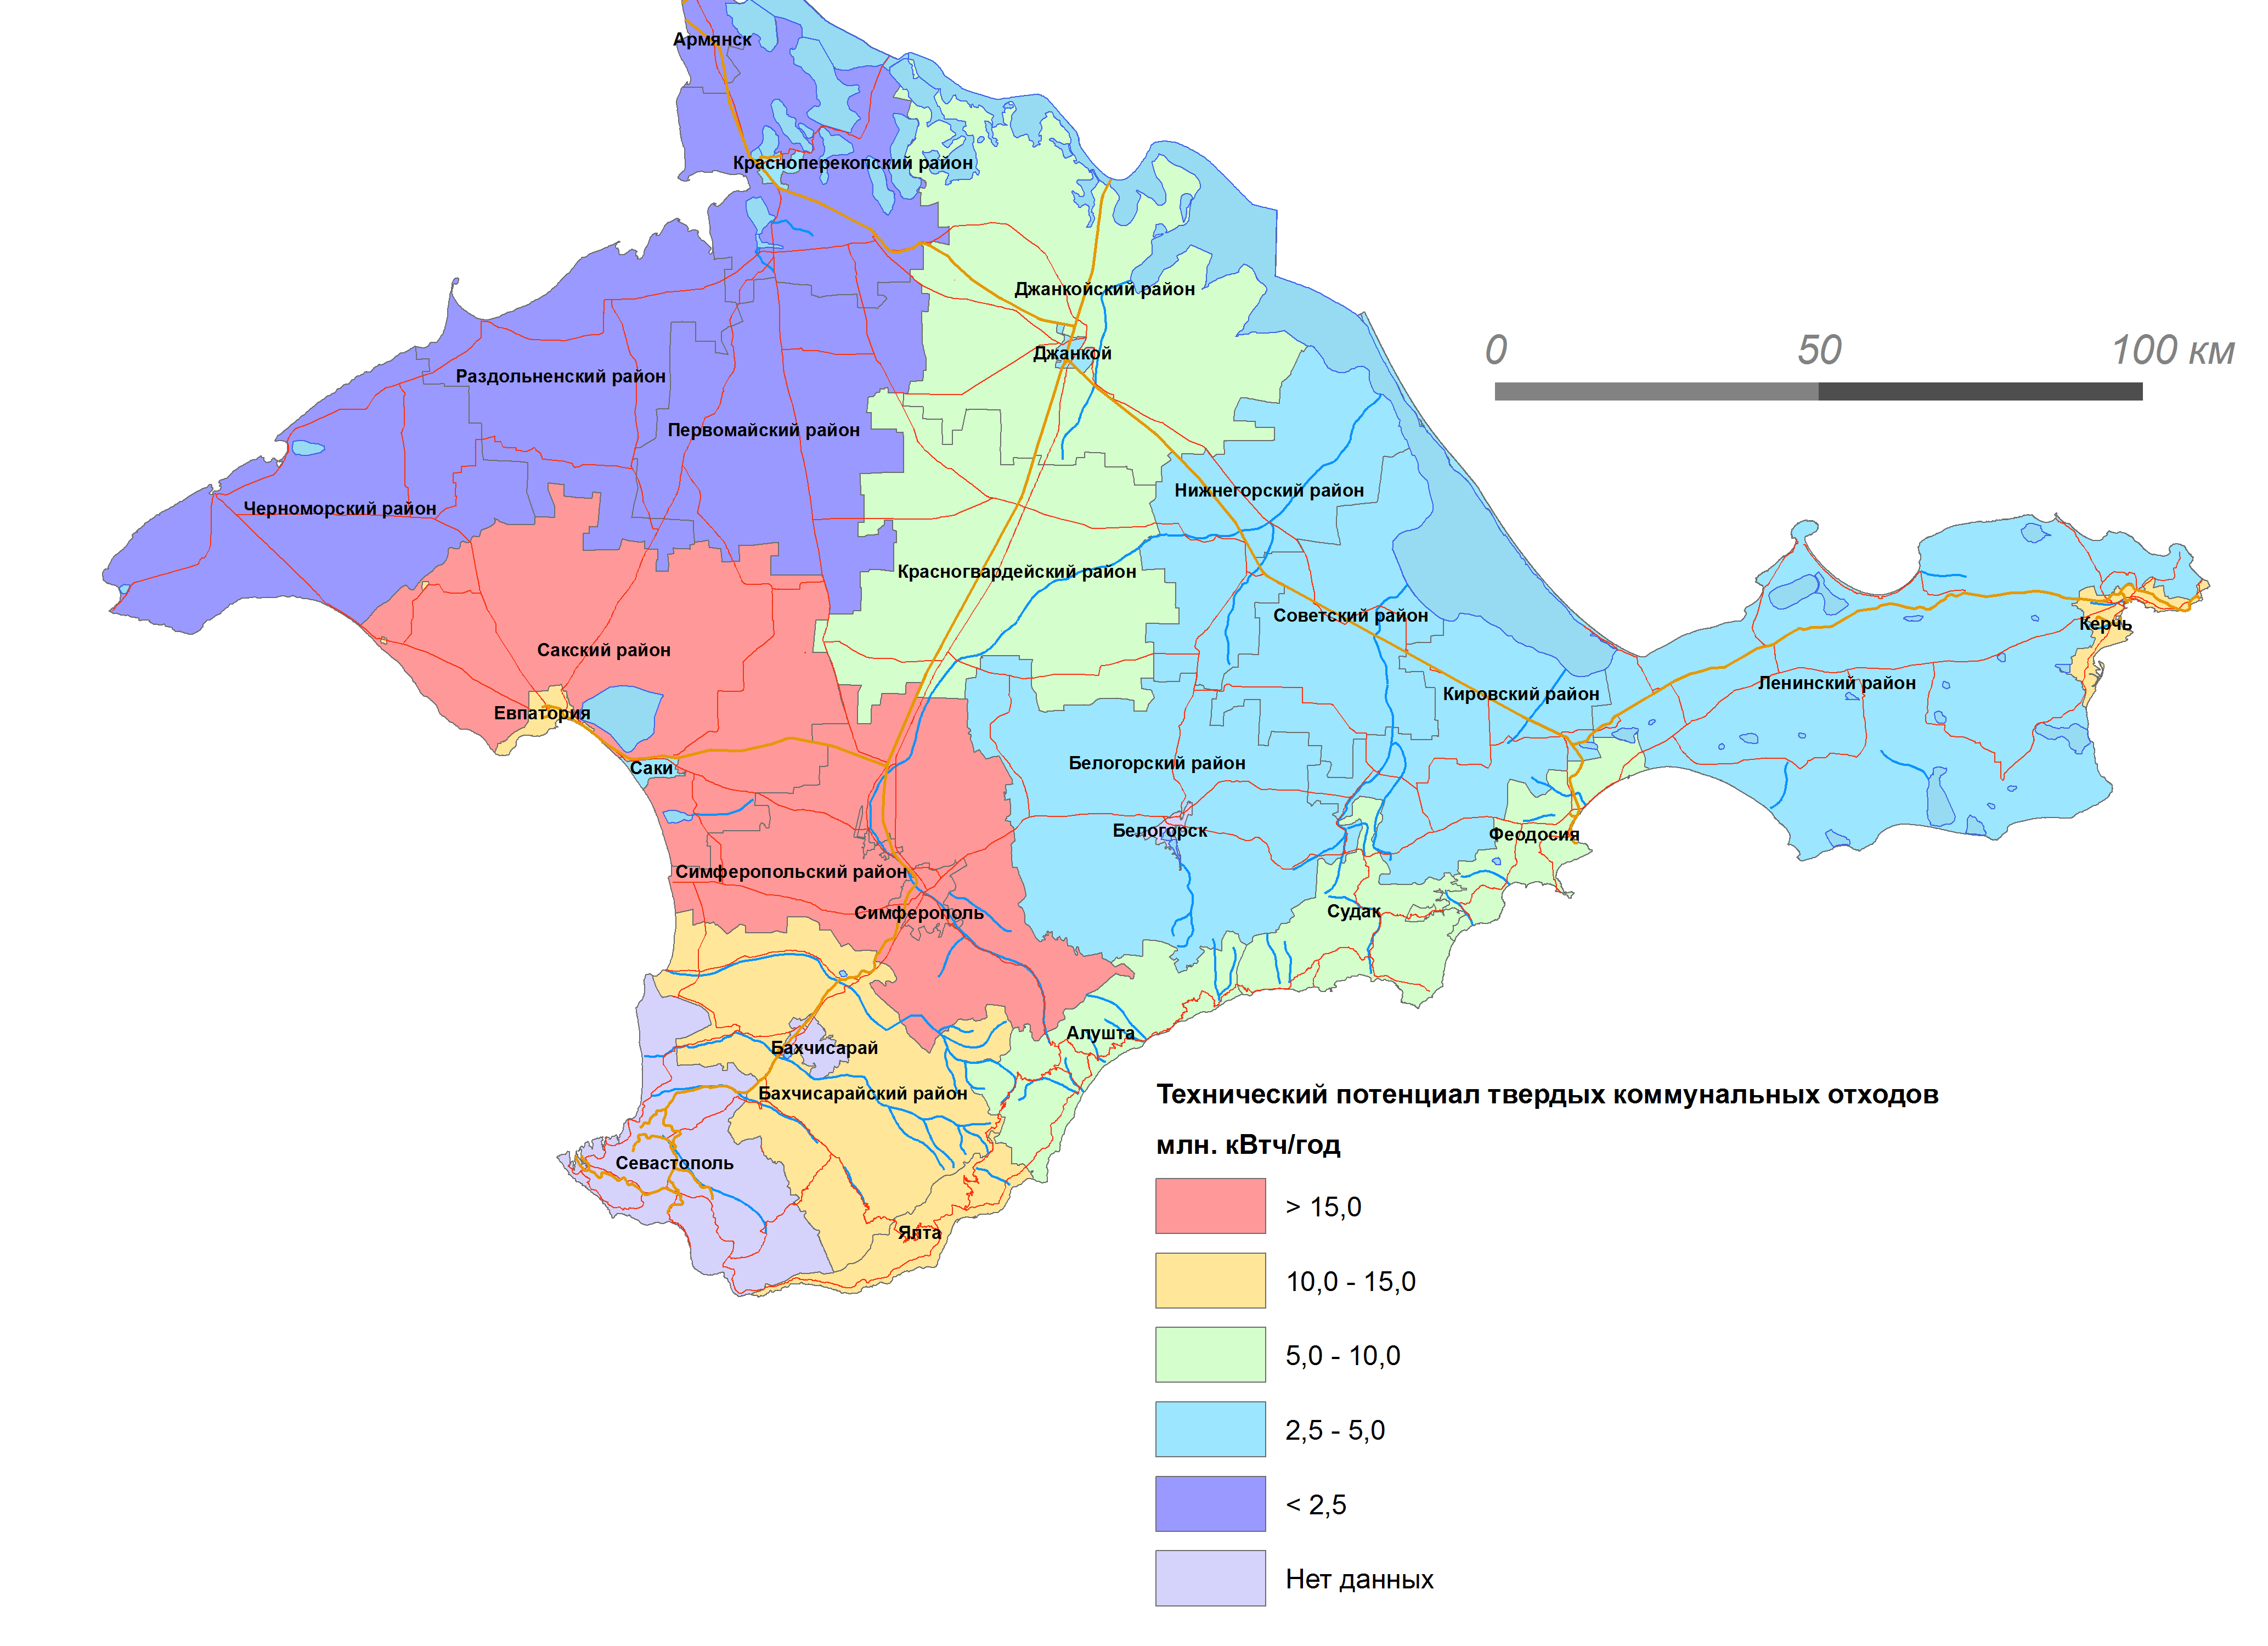 Армянск
Красноперекопский район
Джанкойский район
0 50 100 км
Джанкой
Раздольненский район
Первомайский район
Нижнегорский район
Черноморский район
Красногвардейский район
Советский район
Керчь
Сакский район
Ленинский район
Кировский район
Евпатория
Белогорский район
Саки
Белогорск
Феодосия
Симферопольский район
Судак
Симферополь
Алушта
Бахчисарай
Бахчисарайский район
Севастополь
Ялта
Технический потенциал твердых коммунальных отходов
млн. кВтч/год
> 15,0
10,0 - 15,0
5,0 - 10,0
2,5 - 5,0
< 2,5
Нет данных